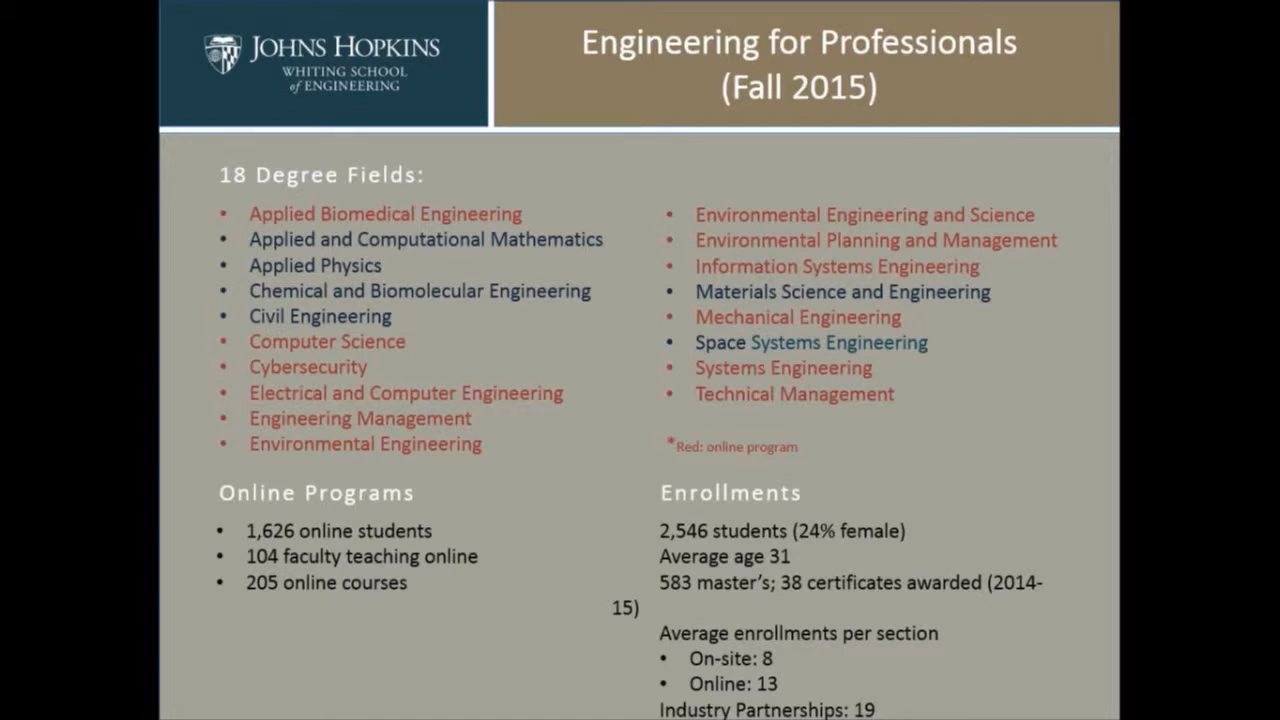 JOHNS HOPKINS
WHITING SCHOOL
of ENGINEERING
Engineering for Professionals
(Fall 2015)
18 Degree Fields:
• Applied Biomedical Engineering
• Applied and Computational Mathematics
• Applied Physics
• Chemical and Biomolecular Engineering
• Civil Engineering
• Computer Science
• Cybersecurity
• Electrical and Computer Engineering
• Engineering Management
• Environmental Engineering
• Environmental Engineering and Science
• Environmental Planning and Management
• Information Systems Engineering
• Materials Science and Engineering
• Mechanical Engineering
• Space Systems Engineering
• Systems Engineering
• Technical Management
*Red: online program
Online Programs
• 1,626 online students
• 104 faculty teaching online
• 205 online courses
Enrollments
2,546 students (24% female)
Average age 31
583 master's; 38 certificates awarded (2014-
15)
Average enrollments per section
• On-site: 8
• Online: 13
Industry Partnerships: 19